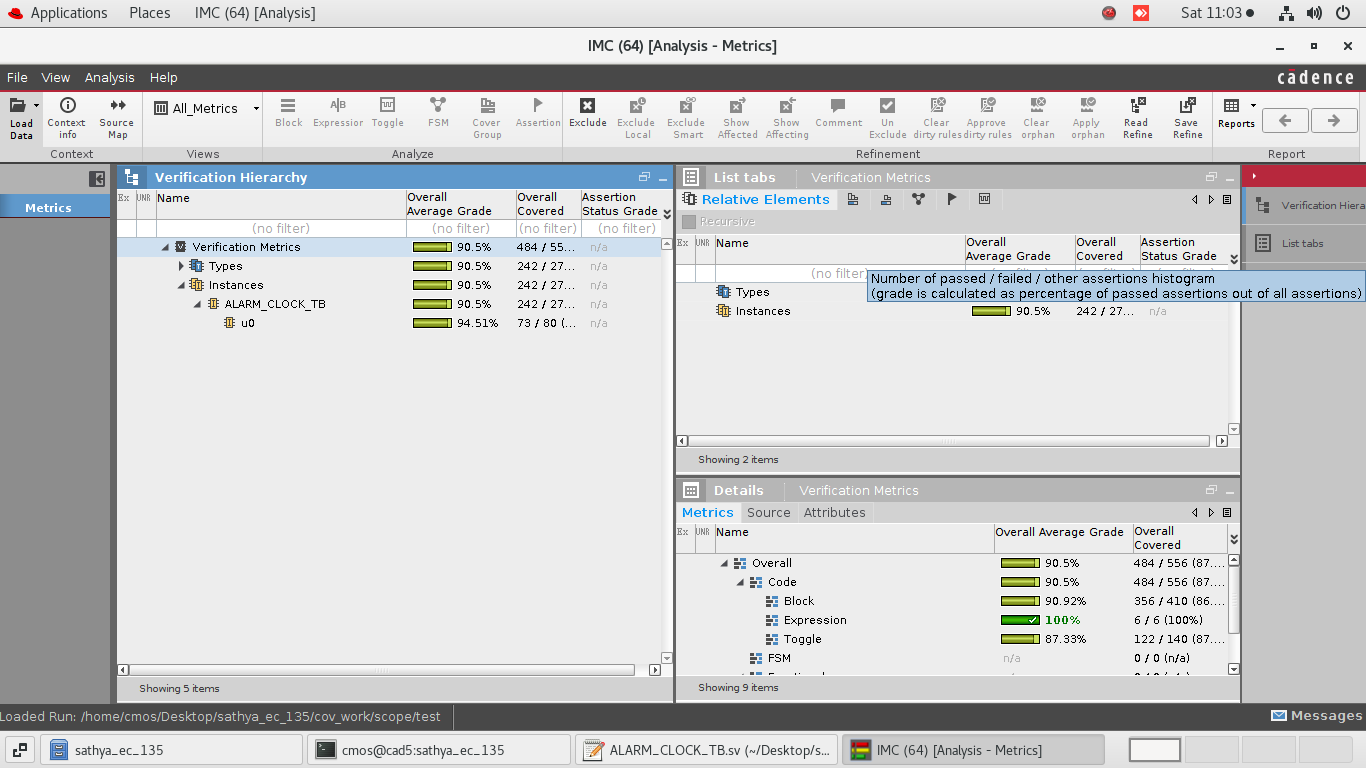 Applications Places IMC (64) [Analysis] Sat 11:03
IMC (64) [Analysis - Metrics]
File View Analysis Help cādence
Load Data Context info Source Map All_Metrics Block Expression Toggle FSM Cover Group Assertion Exclude Exclude Local Exclude Smart Show Affected Show Affecting Comment Un Exclude Clear dirty rules Approve dirty rules Clear orphan Apply orphan Read Refine Save Refine Reports
Context Views Analyze Refinement Report
Metrics
Verification Hierarchy
Ex UNR Name Overall Average Grade Overall Covered Assertion Status Grade
(no filter) (no filter) (no filter) (no filter)
Verification Metrics 90.5% 484 / 55... n/a
Types 90.5% 242 / 27... n/a
Instances 90.5% 242 / 27... n/a
ALARM_CLOCK_TB 90.5% 242 / 27... n/a
u0 94.51% 73 / 80 (... n/a
Showing 5 items
List tabs Verification Metrics
Relative Elements
Recursive
Ex UNR Name Overall Average Grade Overall Covered Assertion Status Grade
(no filter)
Number of passed / failed / other assertions histogram
(grade is calculated as percentage of passed assertions out of all assertions)
Types
Instances 90.5% 242 / 27... n/a
Showing 2 items
Verification Hiera
List tabs
Details Verification Metrics
Metrics Source Attributes
Ex UNR Name Overall Average Grade Overall Covered
Overall 90.5% 484 / 556 (87....
Code 90.5% 484 / 556 (87....
Block 90.92% 356 / 410 (86....
Expression 100% 6 / 6 (100%)
Toggle 87.33% 122 / 140 (87....
FSM n/a 0 / 0 (n/a)
Showing 9 items
Loaded Run: /home/cmos/Desktop/sathya_ec_135/cov_work/scope/test Messages
sathya_ec_135 cmos@cad5:sathya_ec_135 ALARM_CLOCK_TB.sv (~/Desktop/s... IMC (64) [Analysis - Metrics]